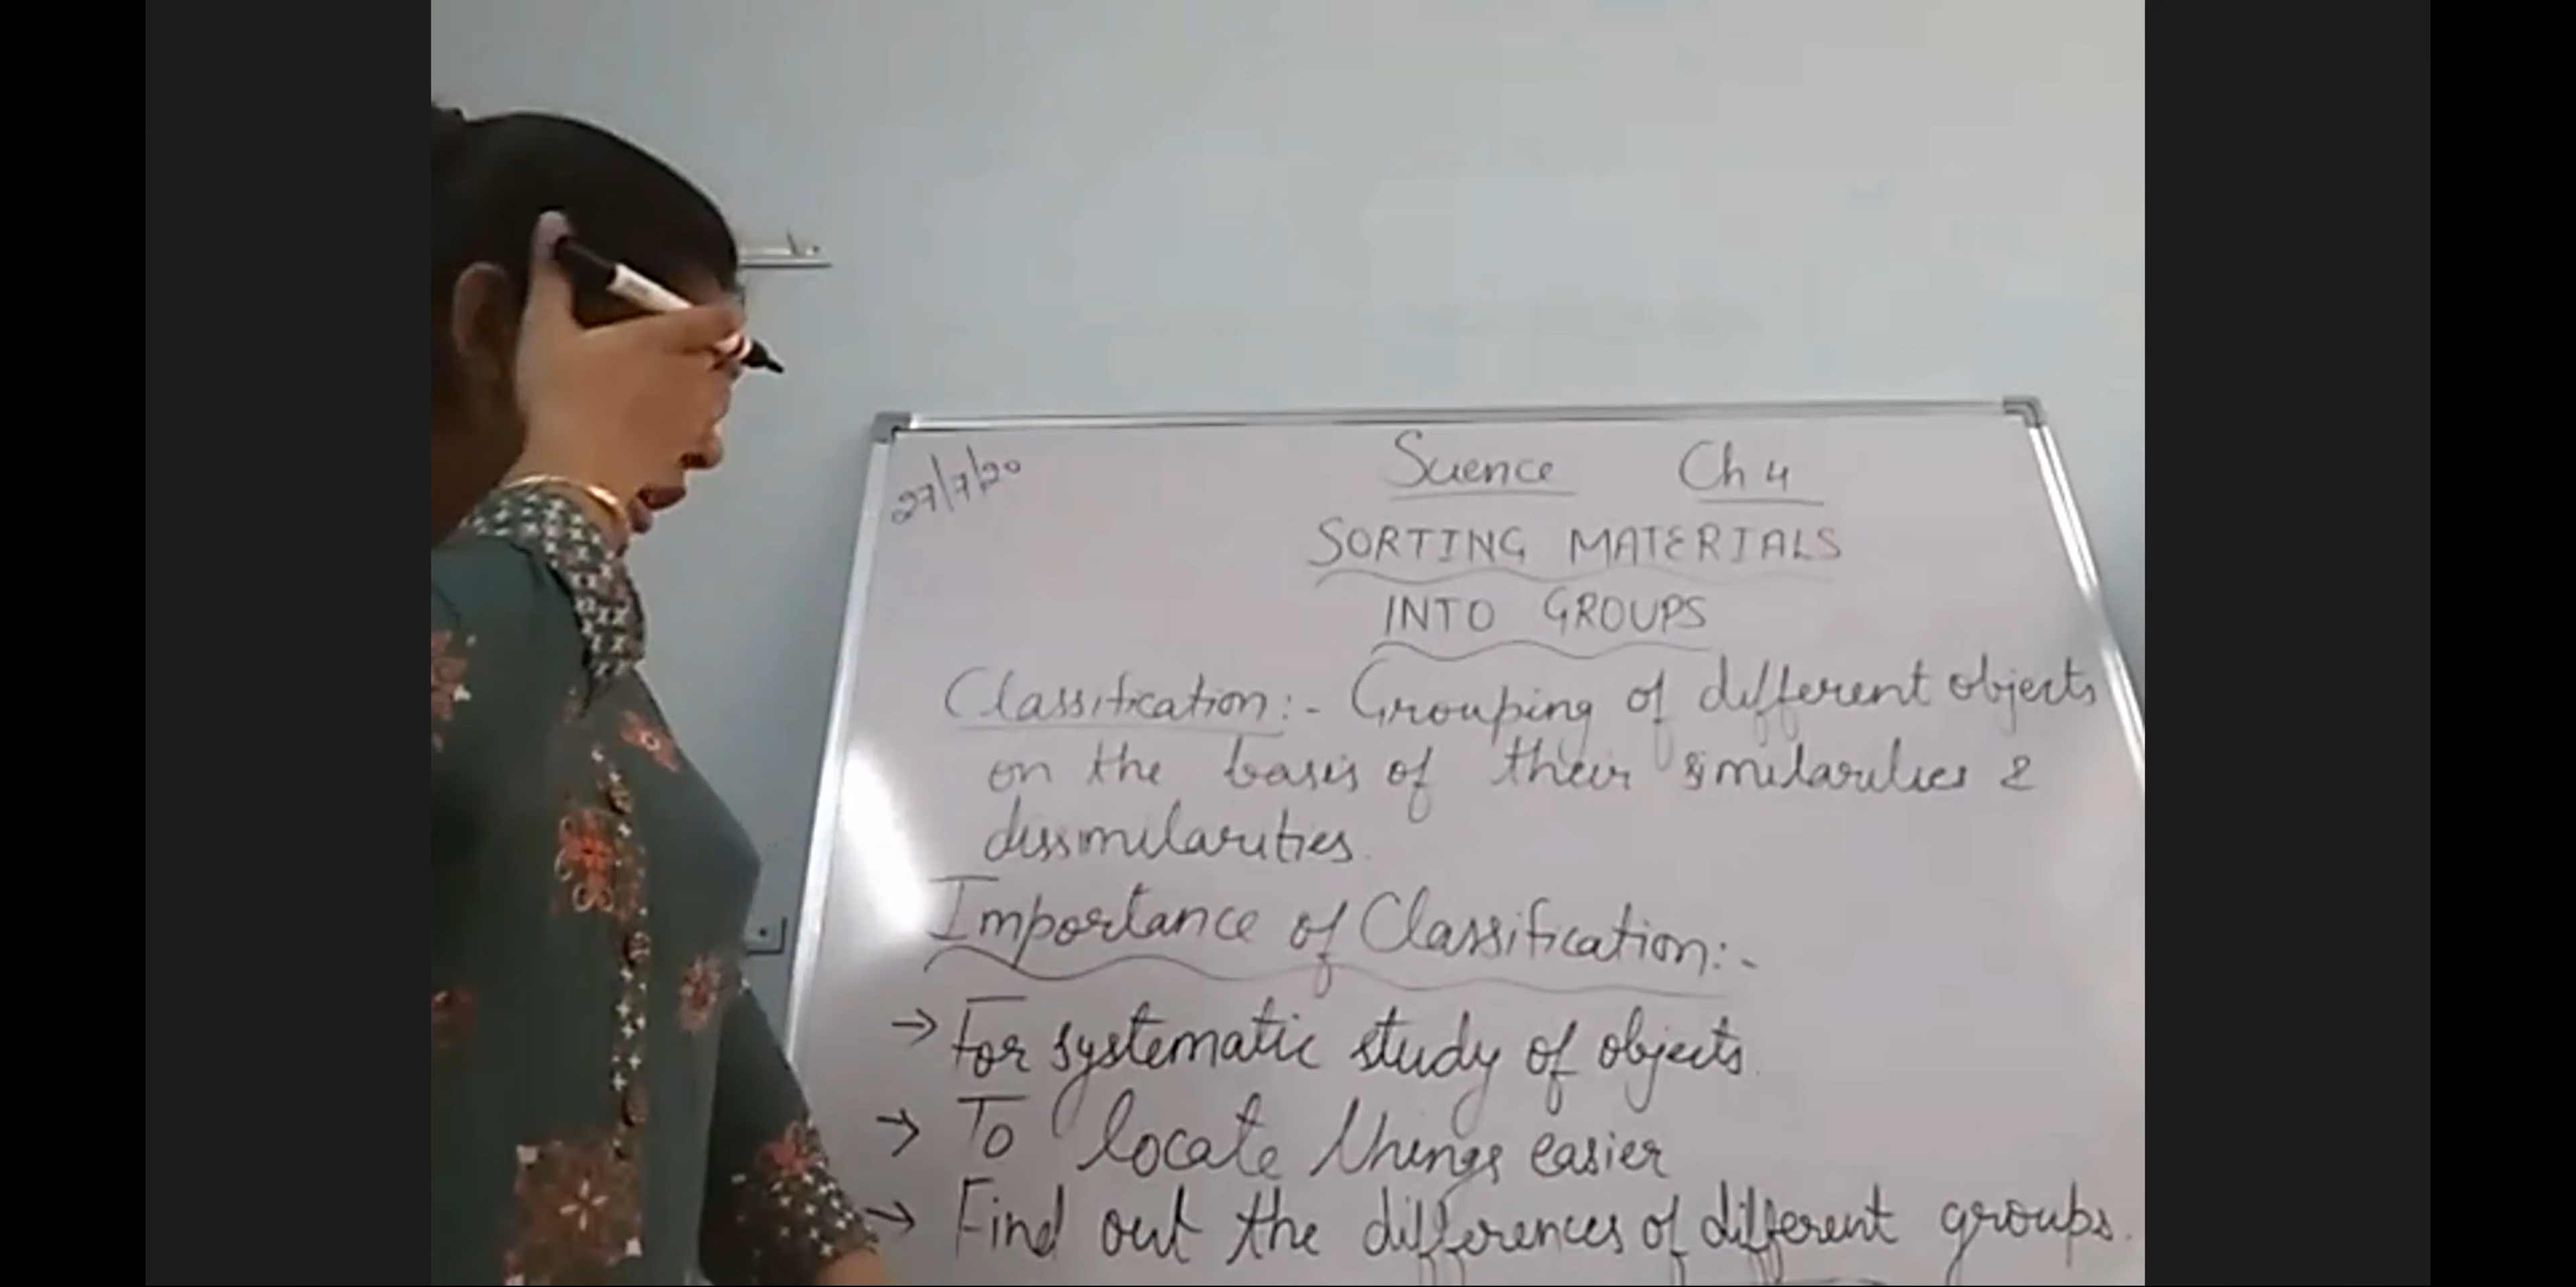 27/7/20
Science Ch 4
SORTING MATERIALS
INTO GROUPS
Classification:- Grouping of different objects
on the basis of their similarities &
dissimilarities.
Importance of Classification:-
→ For systematic study of objects
→ To locate things easier
→ Find out the differences of different groups.